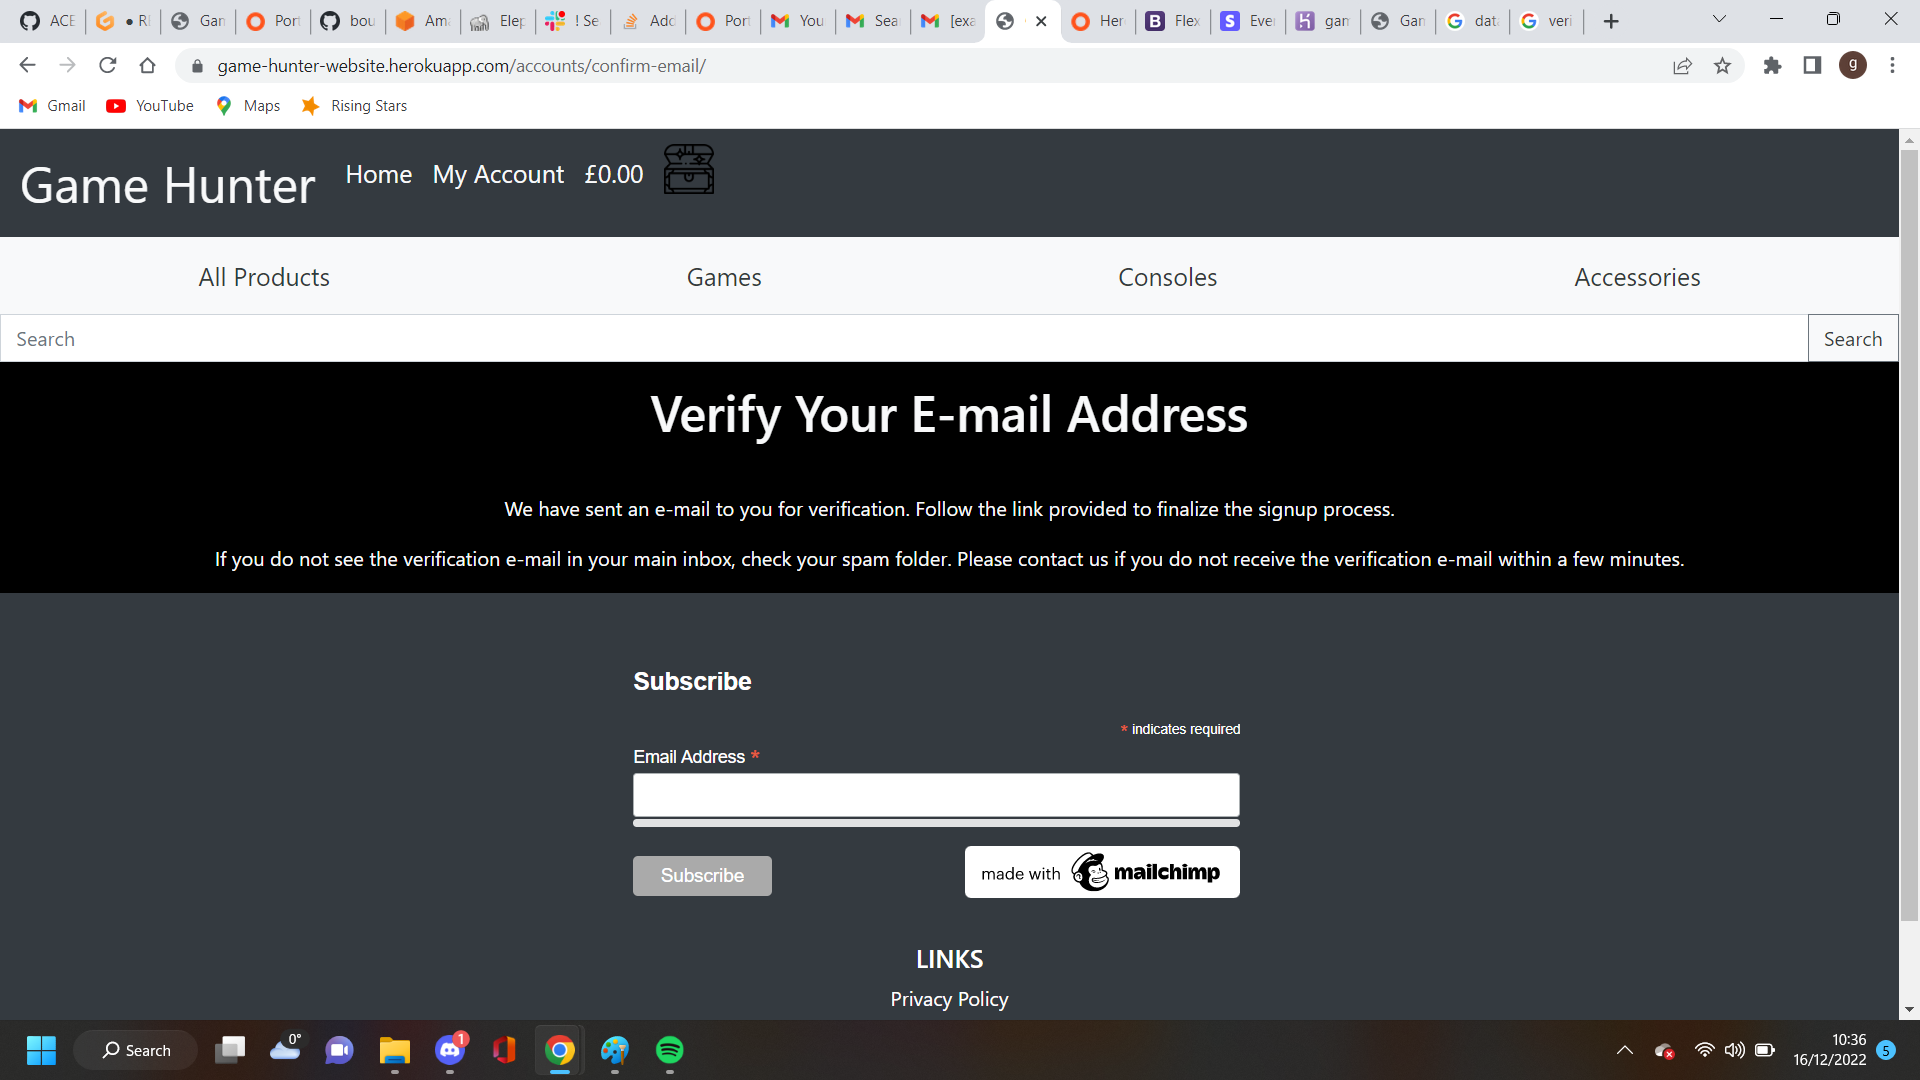 ACE
RI
Gan
Port
bou
Ama
Elep
! Se
Add
Port
You
Sea
[exa
Her
Flex
Eve
gam
Gan
data
veri
game-hunter-website.herokuapp.com/accounts/confirm-email/
g
Gmail
YouTube
Maps
Rising Stars
Game Hunter
Home
My Account
£0.00
All Products
Games
Consoles
Accessories
Search
Search
Verify Your E-mail Address
We have sent an e-mail to you for verification. Follow the link provided to finalize the signup process.
If you do not see the verification e-mail in your main inbox, check your spam folder. Please contact us if you do not receive the verification e-mail within a few minutes.
Subscribe
* indicates required
Email Address *
Subscribe
made with mailchimp
LINKS
Privacy Policy
Search
0°
1
10:36
16/12/2022
5